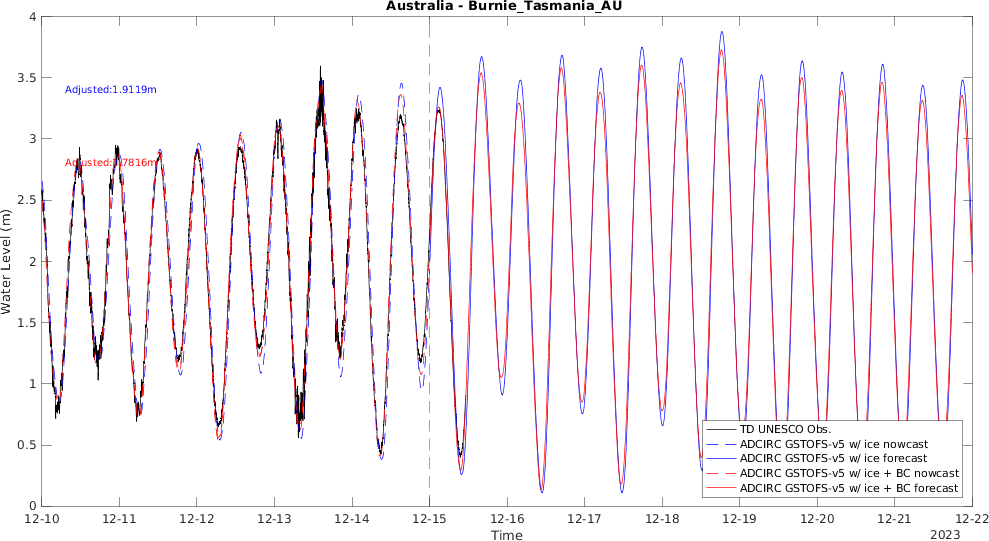 Australia - Burnie_Tasmania_AU
4
3.5
3
2.5
2
1.5
1
0.5
0
Water Level (m)
Adjusted:1.9119m
Adjusted:1.7816m
TD UNESCO Obs.
ADCIRC GSTOFS-v5 w/ ice nowcast
ADCIRC GSTOFS-v5 w/ ice forecast
ADCIRC GSTOFS-v5 w/ ice + BC nowcast
ADCIRC GSTOFS-v5 w/ ice + BC forecast
12-10 12-11 12-12 12-13 12-14 12-15 12-16 12-17 12-18 12-19 12-20 12-21 12-22
Time
2023